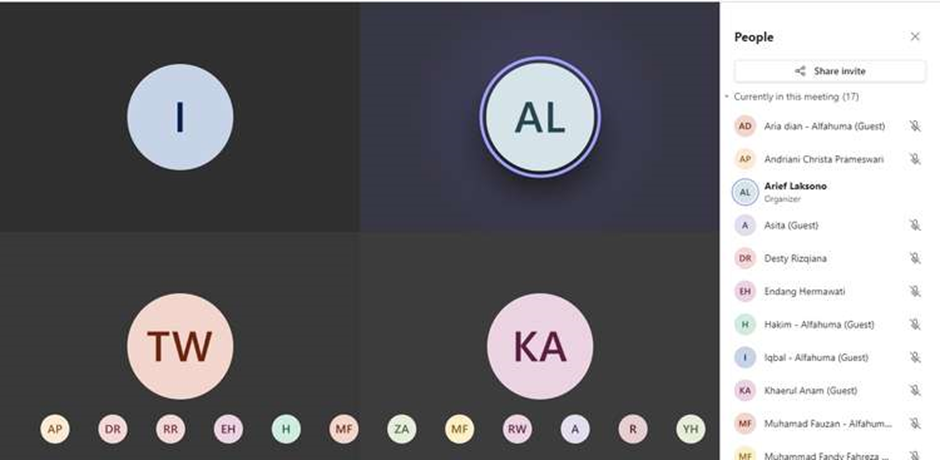 I
AL
TW
KA
AP DR RR EH H MF ZA MF RW A R YH
People
Share invite
Currently in this meeting (17)
AD Aria dian - Alfahuma (Guest)
AP Andriani Christa Prameswari
AL Arief Laksono
Organizer
A Asita (Guest)
DR Desty Rizqiana
EH Endang Hermawati
H Hakim - Alfahuma (Guest)
I Iqbal - Alfahuma (Guest)
KA Khaerul Anam (Guest)
MF Muhamad Fauzan - Alfahum...
MF Muhammad Fandy Fahreza ...